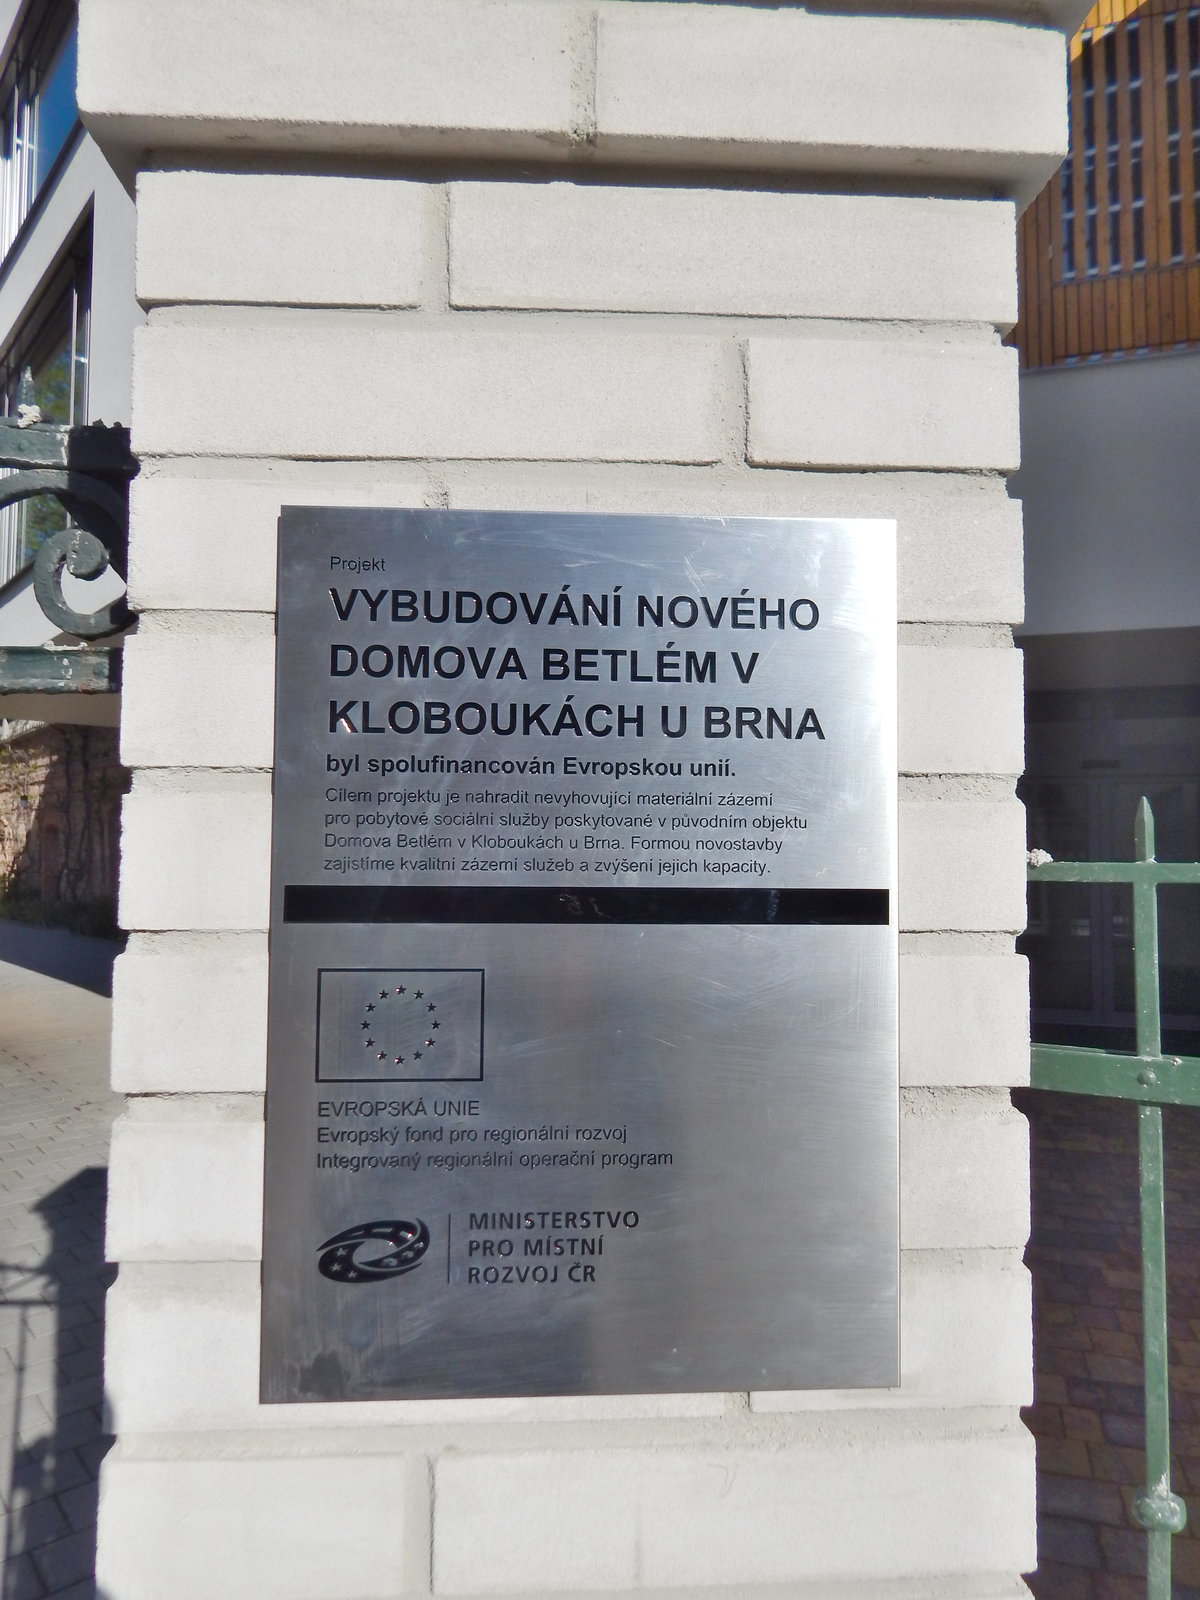 Projekt
VYBUDOVÁNÍ NOVÉHO
DOMOVA BETLÉM V
KLOBOUKÁCH U BRNA
byl spolufinancován Evropskou unií.
Cílem projektu je nahradit nevyhovující materiální zázemí
pro pobytové sociální služby poskytované v původním objektu
Domova Betlém v Kloboukách u Brna. Formou novostavby
zajistíme kvalitní zázemí služeb a zvýšení jejich kapacity.
EVROPSKÁ UNIE
Evropský fond pro regionální rozvoj
Integrovaný regionální operační program
MINISTERSTVO
PRO MÍSTNÍ
ROZVOJ ČR